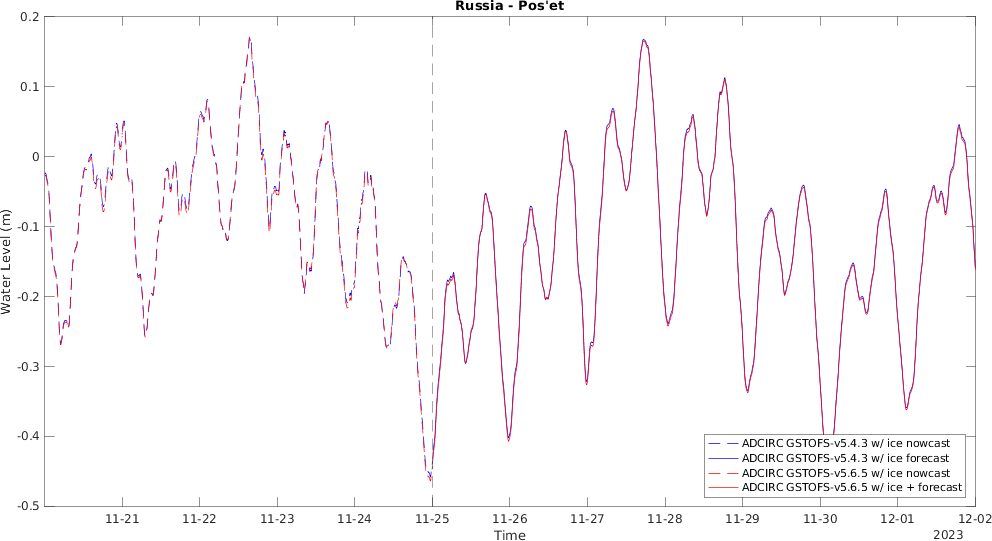 Russia - Pos'et
0.2
0.1
0
-0.1
-0.2
-0.3
-0.4
-0.5
Water Level (m)
ADCIRC GSTOFS-v5.4.3 w/ ice nowcast
ADCIRC GSTOFS-v5.4.3 w/ ice forecast
ADCIRC GSTOFS-v5.6.5 w/ ice nowcast
ADCIRC GSTOFS-v5.6.5 w/ ice + forecast
11-21 11-22 11-23 11-24 11-25 11-26 11-27 11-28 11-29 11-30 12-01 12-02
Time
2023